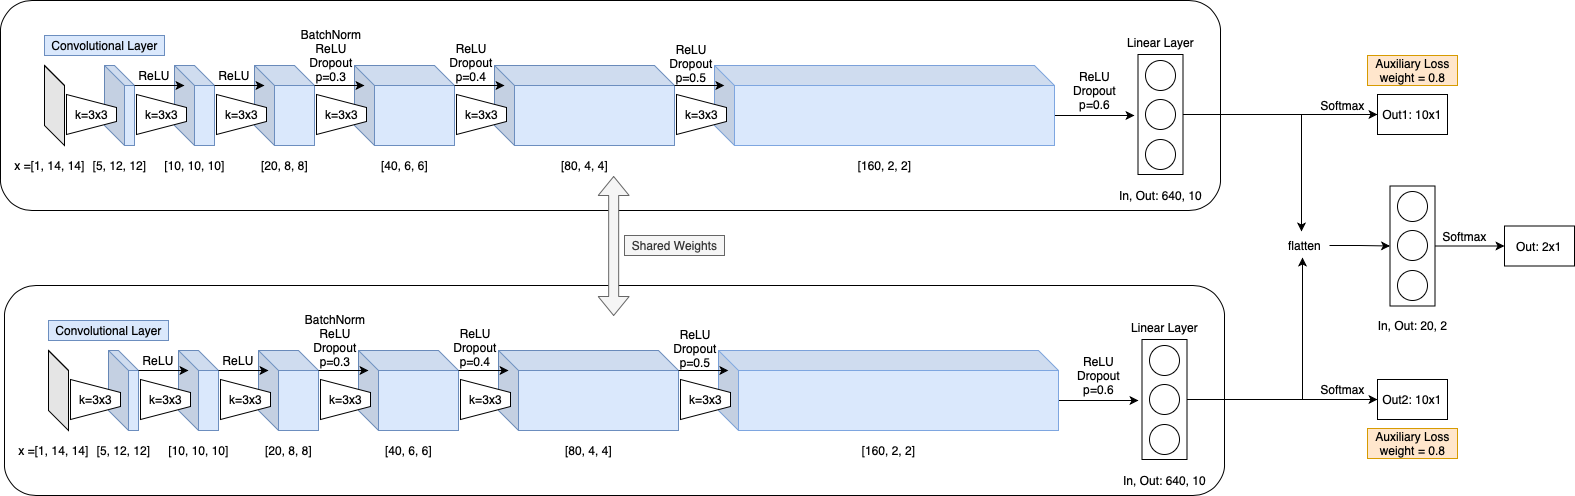 Convolutional Layer
ReLU
ReLU
BatchNorm
ReLU
Dropout
p=0.3
ReLU
Dropout
p=0.4
ReLU
Dropout
p=0.5
ReLU
Dropout
p=0.6
Linear Layer
k=3x3
k=3x3
k=3x3
k=3x3
k=3x3
k=3x3
x =[1, 14, 14]
[5, 12, 12]
[10, 10, 10]
[20, 8, 8]
[40, 6, 6]
[80, 4, 4]
[160, 2, 2]
In, Out: 640, 10
Auxiliary Loss
weight = 0.8
Softmax
Out1: 10x1
Shared Weights
flatten
Softmax
Out: 2x1
In, Out: 20, 2
Convolutional Layer
ReLU
ReLU
BatchNorm
ReLU
Dropout
p=0.3
ReLU
Dropout
p=0.4
ReLU
Dropout
p=0.5
ReLU
Dropout
p=0.6
Linear Layer
k=3x3
k=3x3
k=3x3
k=3x3
k=3x3
k=3x3
x =[1, 14, 14]
[5, 12, 12]
[10, 10, 10]
[20, 8, 8]
[40, 6, 6]
[80, 4, 4]
[160, 2, 2]
In, Out: 640, 10
Softmax
Out2: 10x1
Auxiliary Loss
weight = 0.8